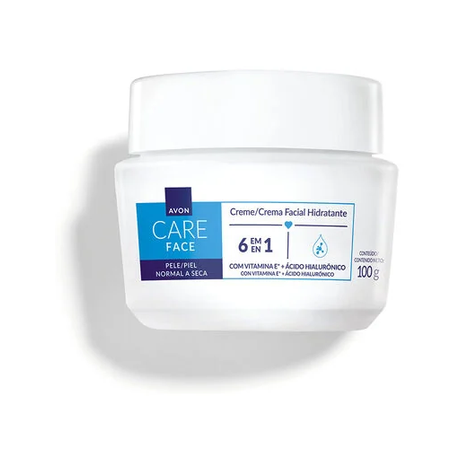 AVON
CARE
FACE
PELE/PIEL
NORMAL A SECA
Creme/Crema Facial Hidratante
6 EM EN 1
COM VITAMINA E* + ÁCIDO HIALURÔNICO
CON VITAMINA E* + ÁCIDO HIALURÓNICO
100 g